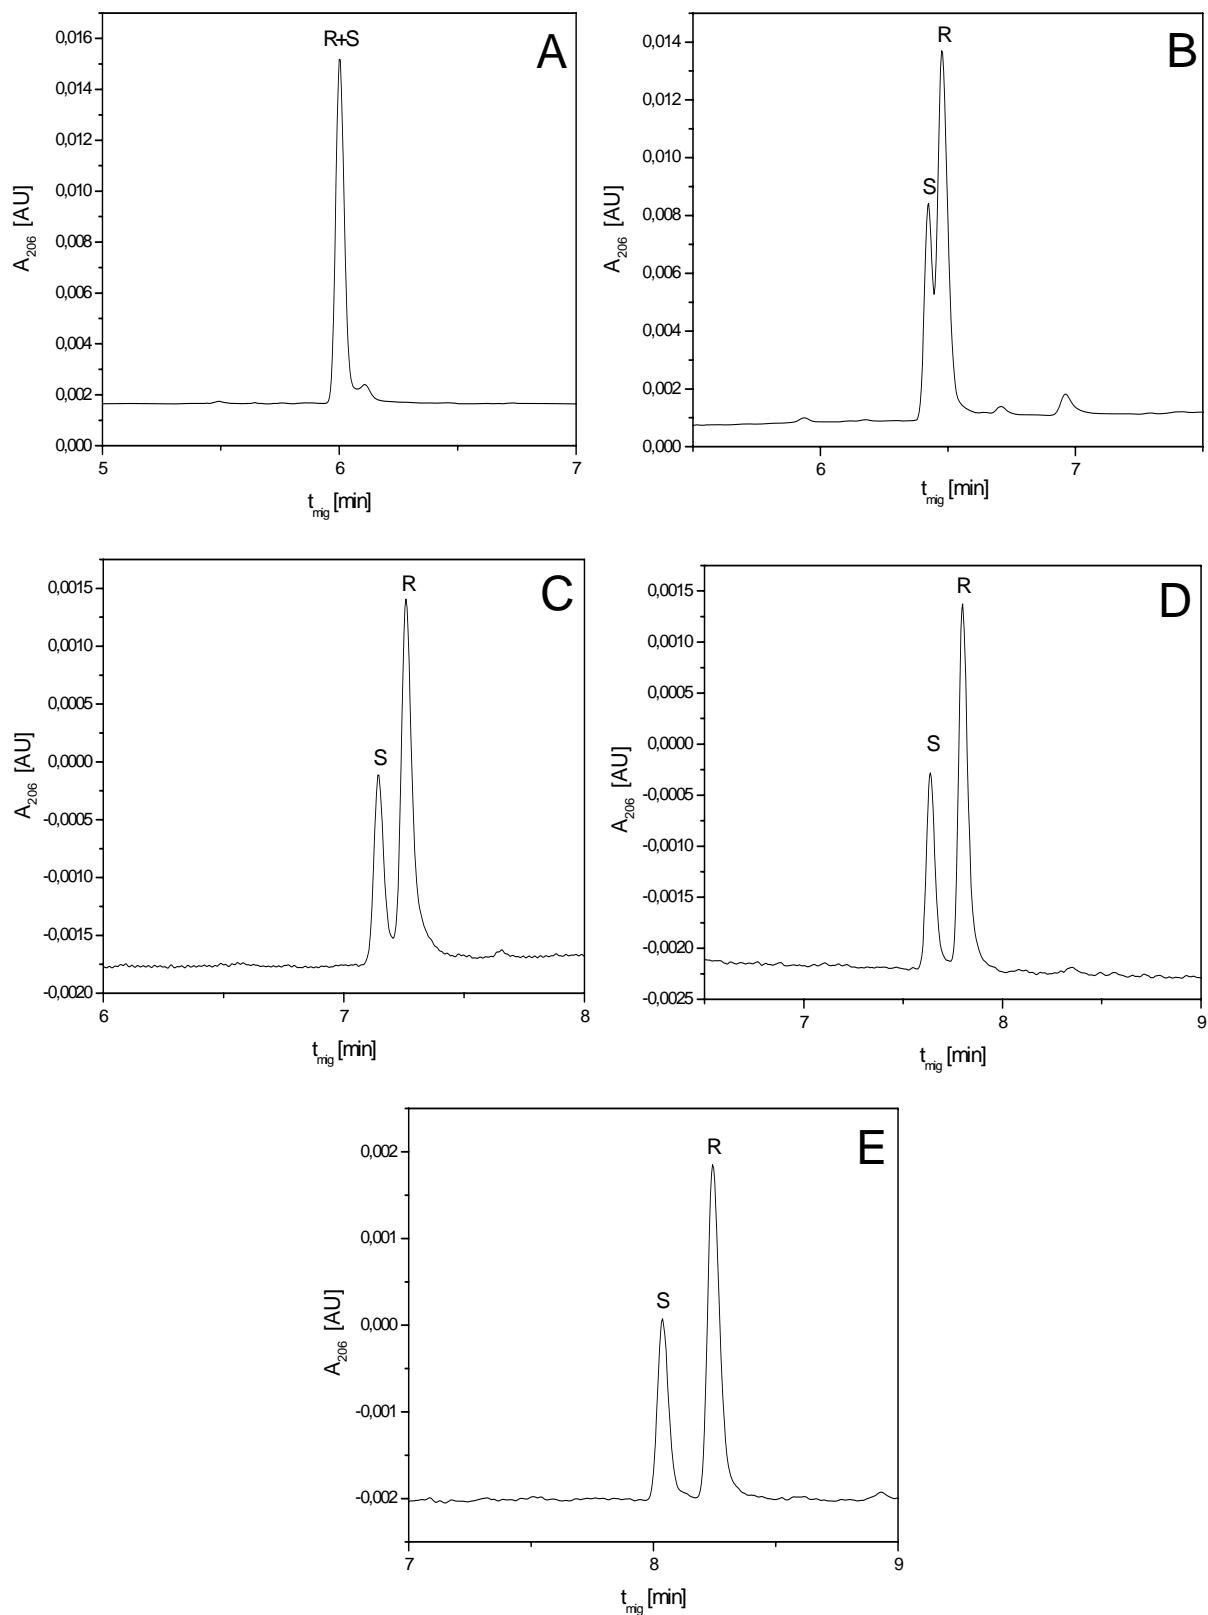 R+S
A
0,016
0,014
0,012
0,010
0,008
0,006
0,004
0,002
0,000
A206 [AU]
5
6
7
tmig [min]
R
B
S
0,014
0,012
0,010
0,008
0,006
0,004
0,002
0,000
A206 [AU]
6
7
tmig [min]
R
C
S
0,0015
0,0010
0,0005
0,0000
-0,0005
-0,0010
-0,0015
-0,0020
A206 [AU]
6
7
8
tmig [min]
R
D
S
0,0015
0,0010
0,0005
0,0000
-0,0005
-0,0010
-0,0015
-0,0020
-0,0025
A206 [AU]
7
8
9
tmig [min]
R
E
S
0,002
0,001
0,000
-0,001
-0,002
A206 [AU]
7
8
9
tmig [min]